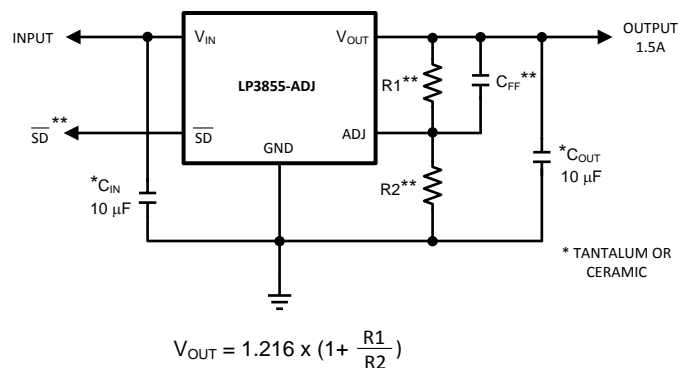 INPUT
V_IN
V_OUT
OUTPUT
1.5A
LP3855-ADJ
R1**
C_FF**
SD**
SD
ADJ
GND
R2**
*C_IN
10 μF
*C_OUT
10 μF
* TANTALUM OR
CERAMIC
V_OUT = 1.216 x (1+ R1/R2)